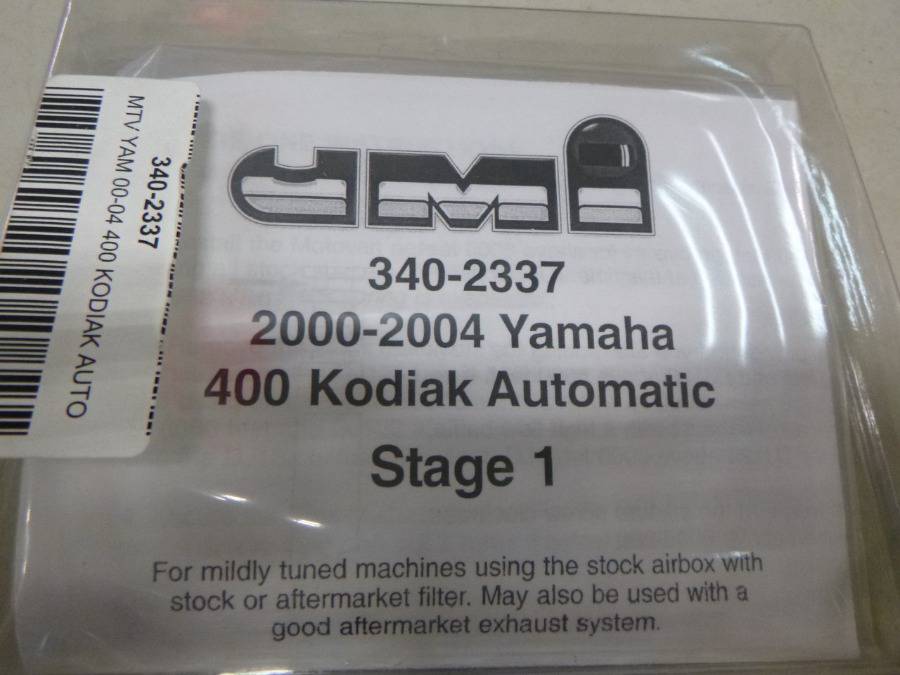 340-2337
2000-2004 Yamaha
400 Kodiak Automatic
Stage 1
For mildly tuned machines using the stock airbox with
stock or aftermarket filter. May also be used with a
good aftermarket exhaust system.
340-2337
MTV YAM 00-04 400 KODIAK AUTO